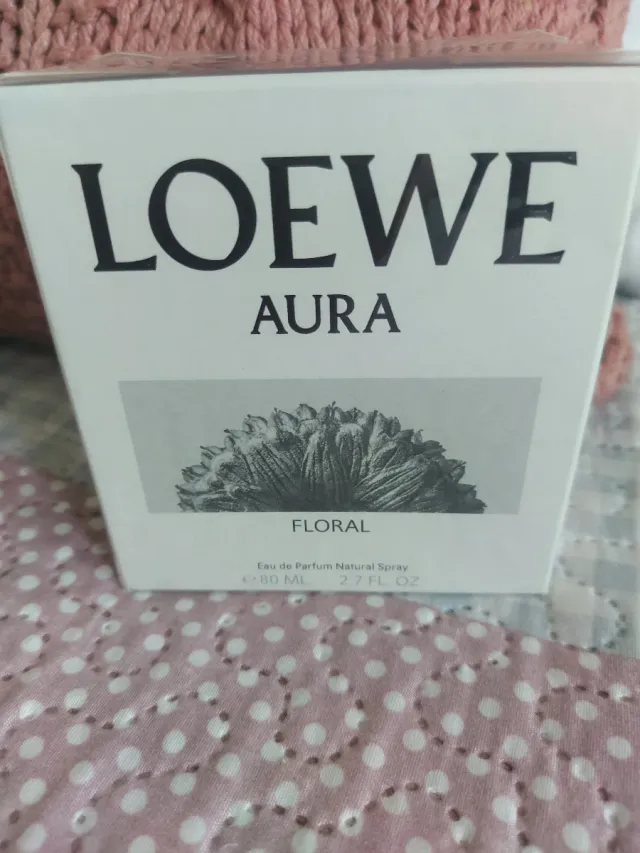 LOEWE
AURA
FLORAL
Eau de Parfum Natural Spray
℮ 80 ML 2.7 FL. OZ